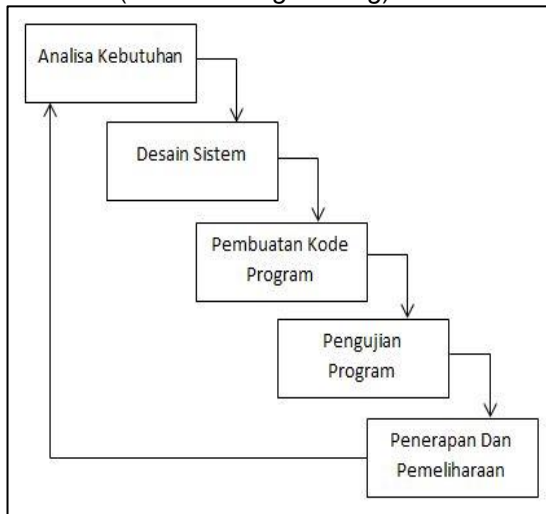 Analisa Kebutuhan
Desain Sistem
Pembuatan Kode
Program
Pengujian
Program
Penerapan Dan
Pemeliharaan